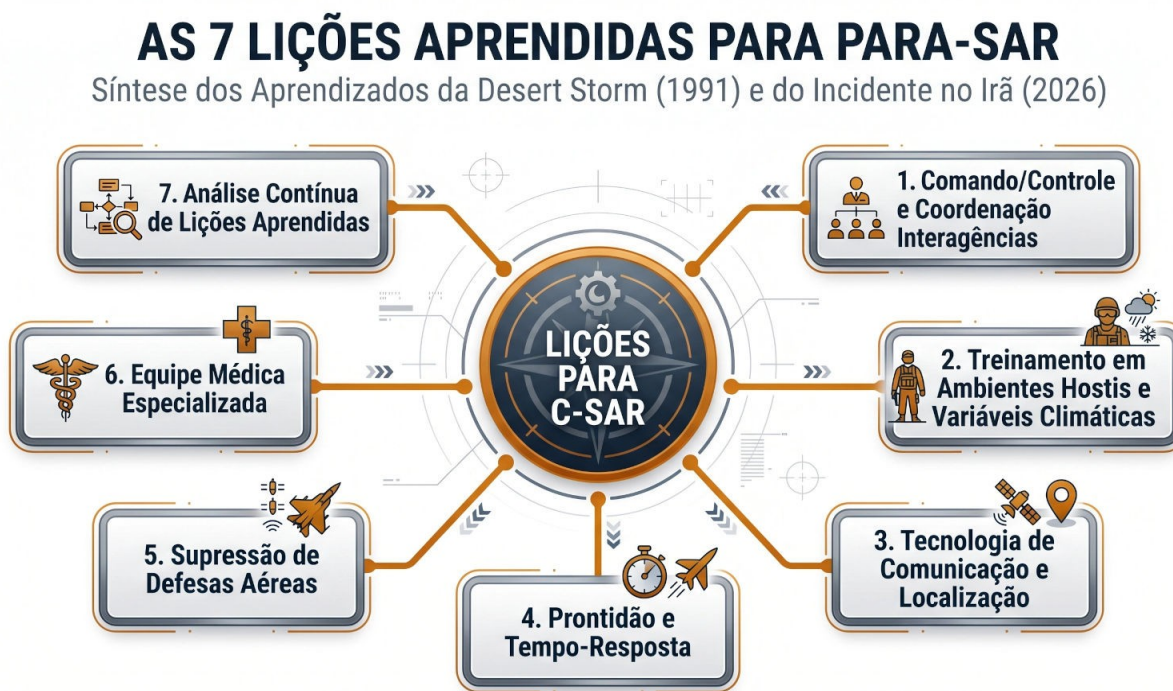 AS 7 LIÇÕES APRENDIDAS PARA PARA-SAR
Síntese dos Aprendizados da Desert Storm (1991) e do Incidente no Irã (2026)
LIÇÕES
PARA
C-SAR
1. Comando/Controle
e Coordenação
Interagências
2. Treinamento em
Ambientes Hostis e
Variáveis Climáticas
3. Tecnologia de
Comunicação e
Localização
4. Prontidão e
Tempo-Resposta
5. Supressão de
Defesas Aéreas
6. Equipe Médica
Especializada
7. Análise Contínua
de Lições Aprendidas